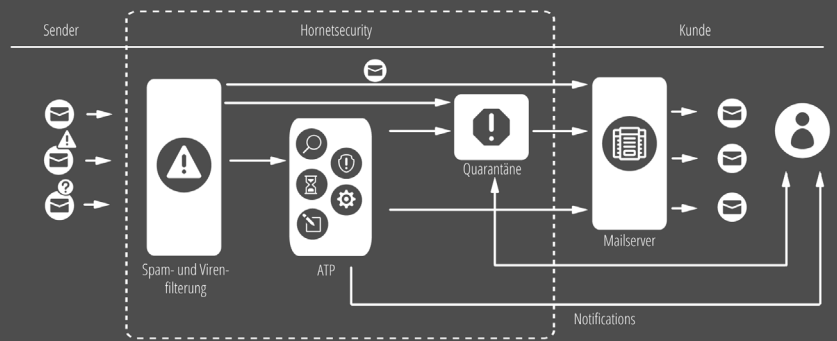 Sender
Hornetsecurity
Kunde
Quarantäne
Mailserver
Spam- und Viren-
filterung
ATP
Notifications